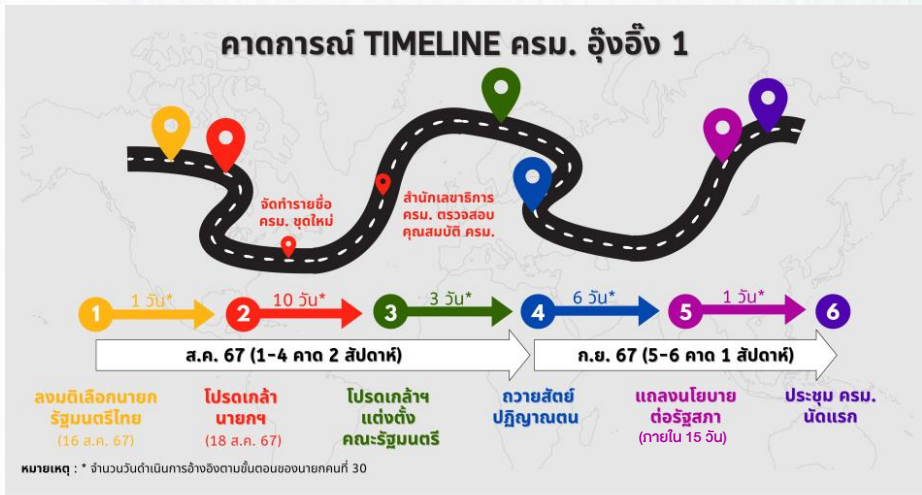 คาดการณ์ TIMELINE ครม. อุ๊งอิ๊ง 1
จัดทำรายชื่อ
ครม. ชุดใหม่
สำนักเลขาธิการ
ครม. ตรวจสอบ
คุณสมบัติ ครม.
1 วัน*
10 วัน*
3 วัน*
6 วัน*
1 วัน*
1
2
3
4
5
6
ส.ค. 67 (1-4 คาด 2 สัปดาห์)
ก.ย. 67 (5-6 คาด 1 สัปดาห์)
ลงมติเลือกนายก
รัฐมนตรีไทย
(16 ส.ค. 67)
โปรดเกล้า
นายกฯ
(18 ส.ค. 67)
โปรดเกล้าฯ
แต่งตั้ง
คณะรัฐมนตรี
ถวายสัตย์
ปฏิญาณตน
แถลงนโยบาย
ต่อรัฐสภา
(ภายใน 15 วัน)
ประชุม ครม.
นัดแรก
หมายเหตุ : * จำนวนวันดำเนินการอ้างอิงตามขั้นตอนของนายกคนที่ 30